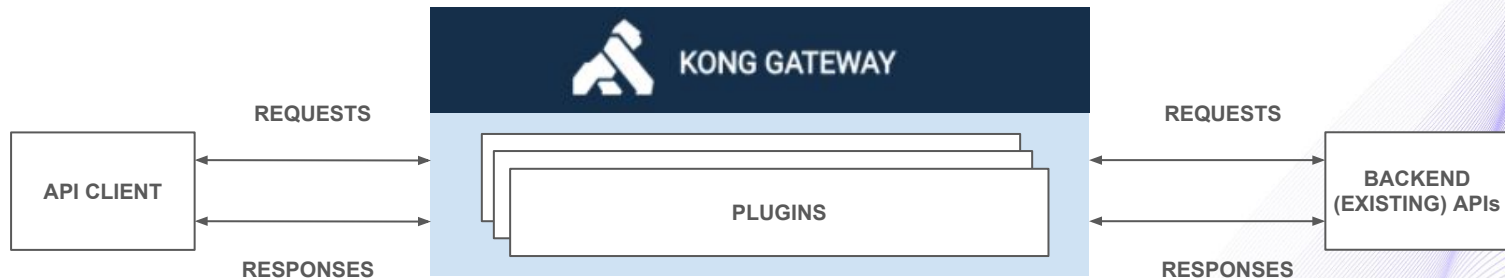 KONG GATEWAY
REQUESTS
REQUESTS
API CLIENT
PLUGINS
BACKEND
(EXISTING) APIs
RESPONSES
RESPONSES